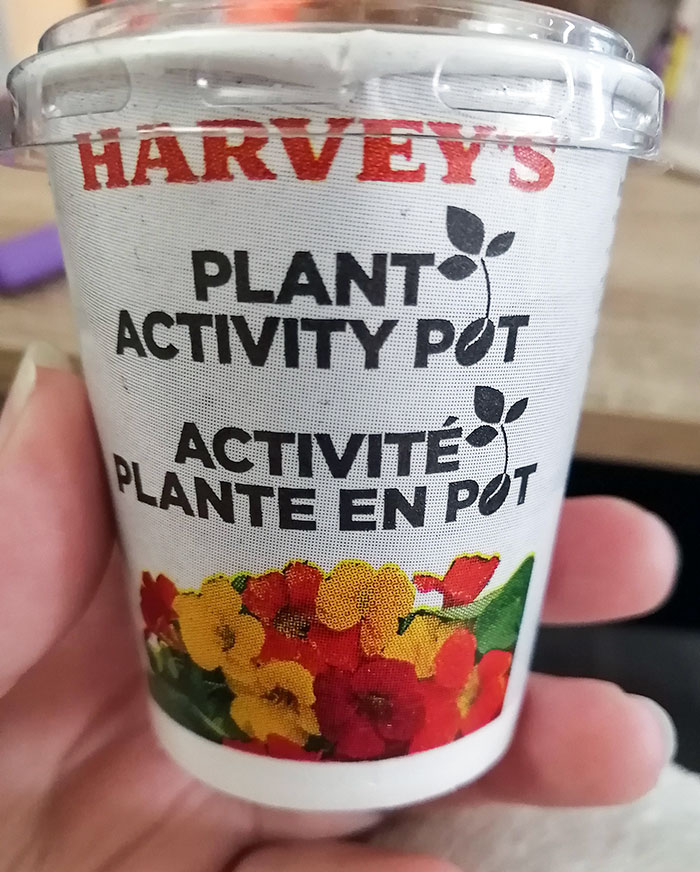 HARVEY'S
PLANT
ACTIVITY POT
ACTIVITÉ
PLANTE EN POT